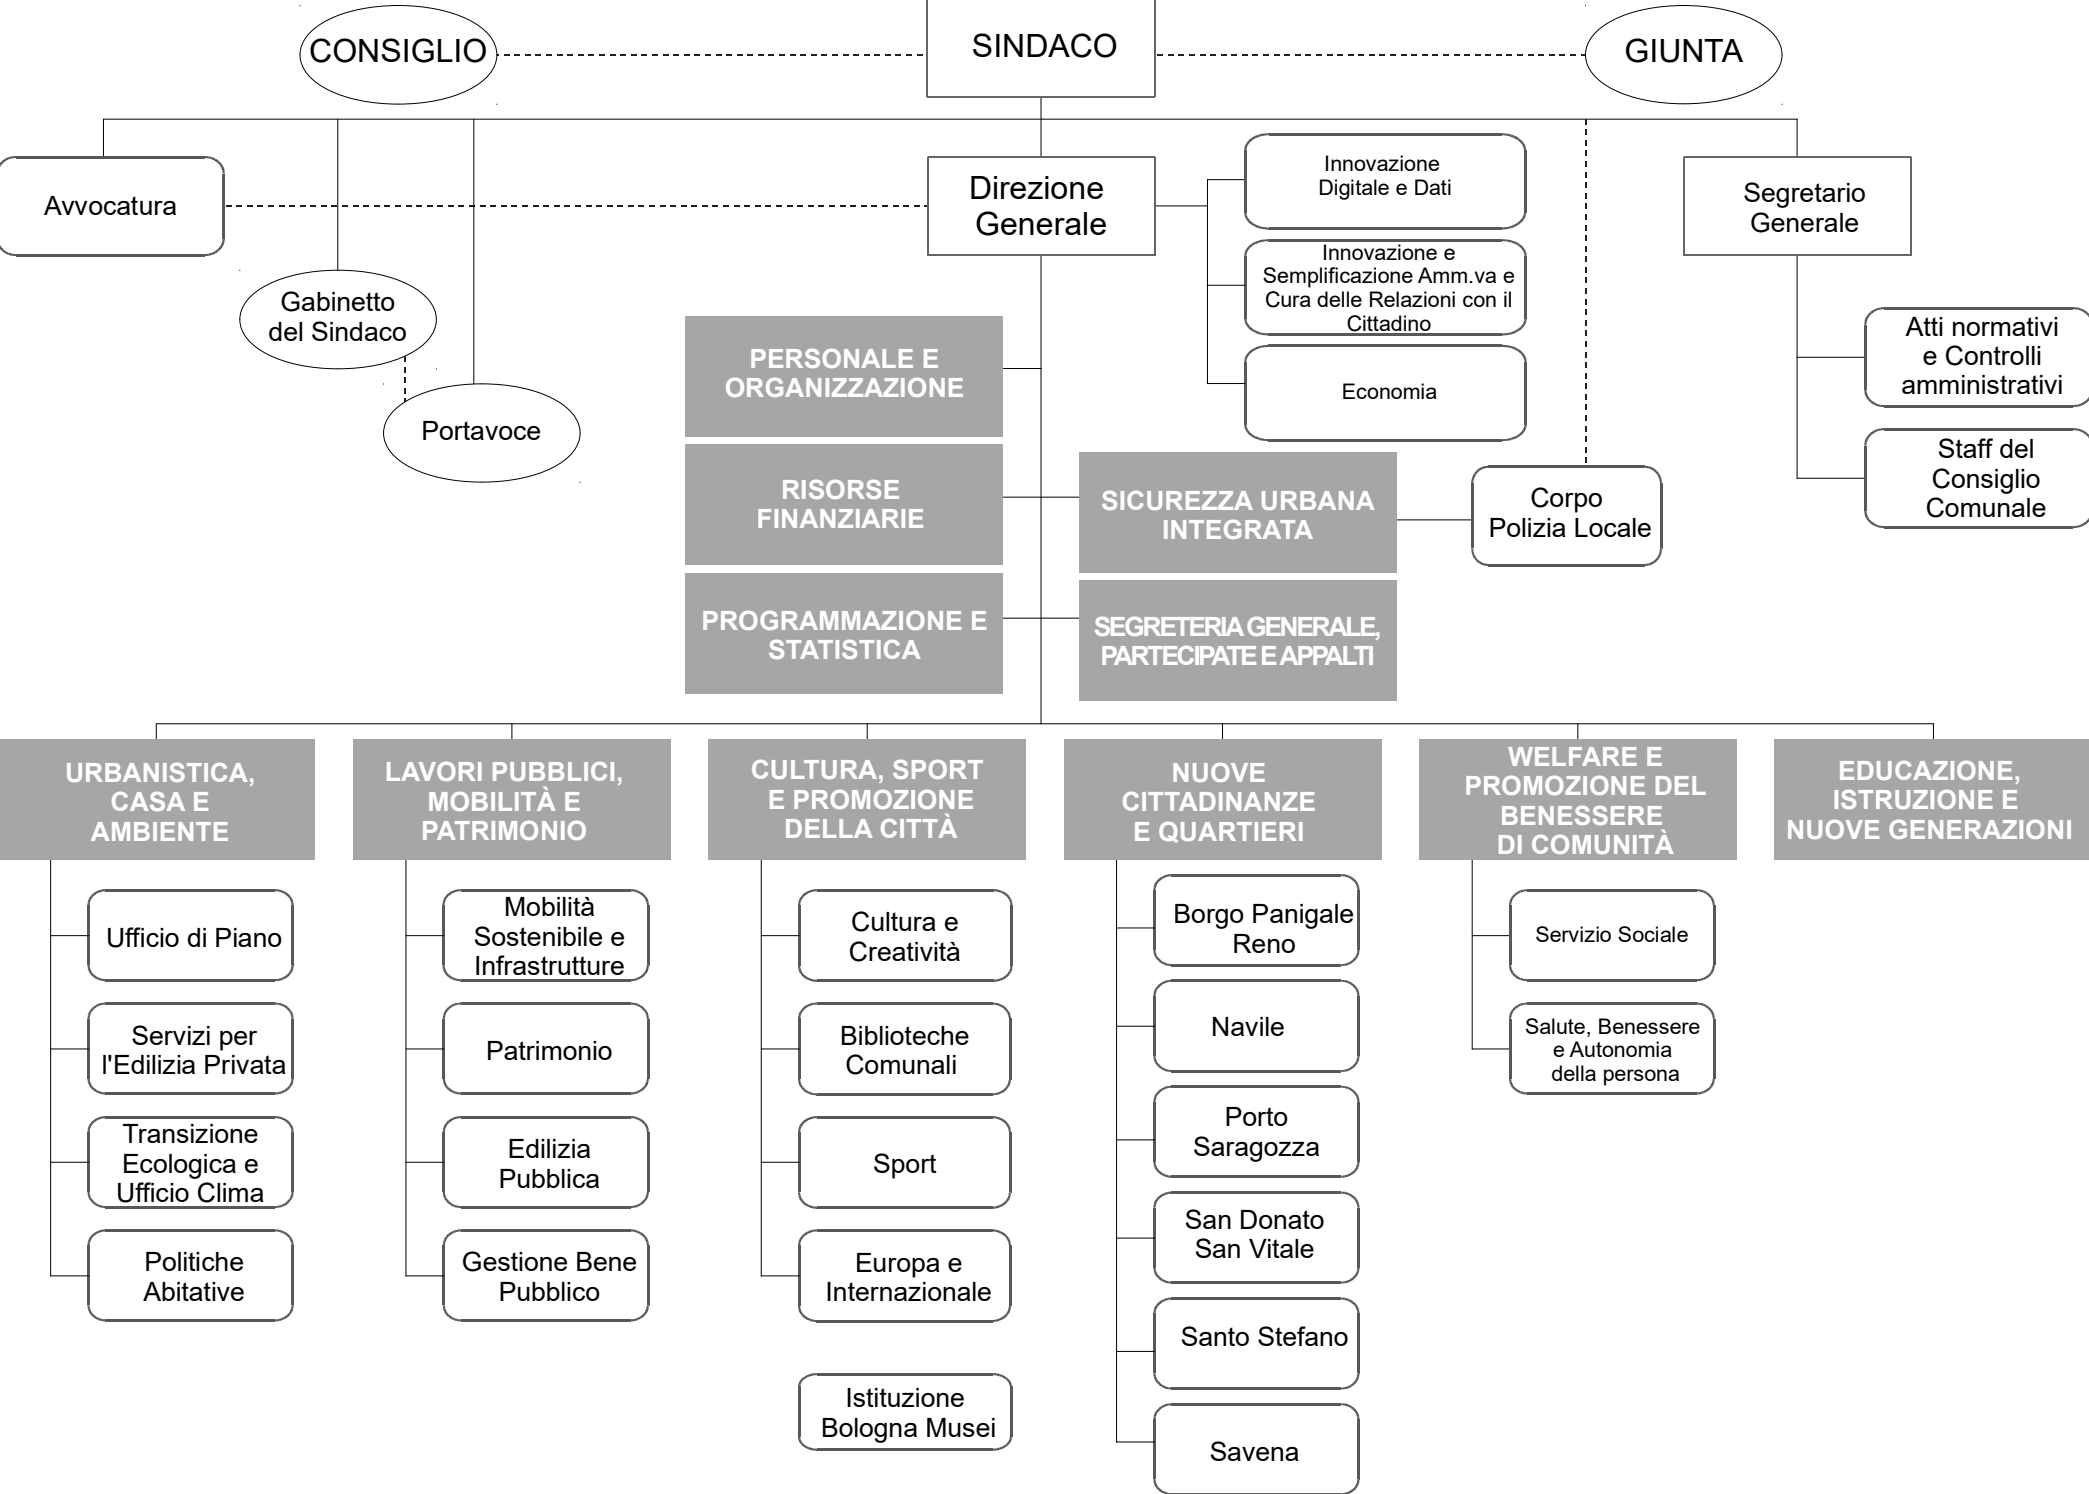 CONSIGLIO
SINDACO
GIUNTA
Avvocatura
Direzione
Generale
Innovazione
Digitale e Dati
Segretario
Generale
Gabinetto
del Sindaco
Innovazione e
Semplificazione Amm.va e
Cura delle Relazioni con il
Cittadino
Portavoce
Economia
Atti normativi
e Controlli
amministrativi
Staff del
Consiglio
Comunale
PERSONALE E
ORGANIZZAZIONE
RISORSE
FINANZIARIE
SICUREZZA URBANA
INTEGRATA
Corpo
Polizia Locale
PROGRAMMAZIONE E
STATISTICA
SEGRETERIA GENERALE,
PARTECIPATE E APPALTI
URBANISTICA,
CASA E
AMBIENTE
LAVORI PUBBLICI,
MOBILITÀ E
PATRIMONIO
CULTURA, SPORT
E PROMOZIONE
DELLA CITTÀ
NUOVE
CITTADINANZE
E QUARTIERI
WELFARE E
PROMOZIONE DEL
BENESSERE
DI COMUNITÀ
EDUCAZIONE,
ISTRUZIONE E
NUOVE GENERAZIONI
Ufficio di Piano
Servizi per
l'Edilizia Privata
Transizione
Ecologica e
Ufficio Clima
Politiche
Abitative
Mobilità
Sostenibile e
Infrastrutture
Patrimonio
Edilizia
Pubblica
Gestione Bene
Pubblico
Cultura e
Creatività
Biblioteche
Comunali
Sport
Europa e
Internazionale
Istituzione
Bologna Musei
Borgo Panigale
Reno
Navile
Porto
Saragozza
San Donato
San Vitale
Santo Stefano
Savena
Servizio Sociale
Salute, Benessere
e Autonomia
della persona